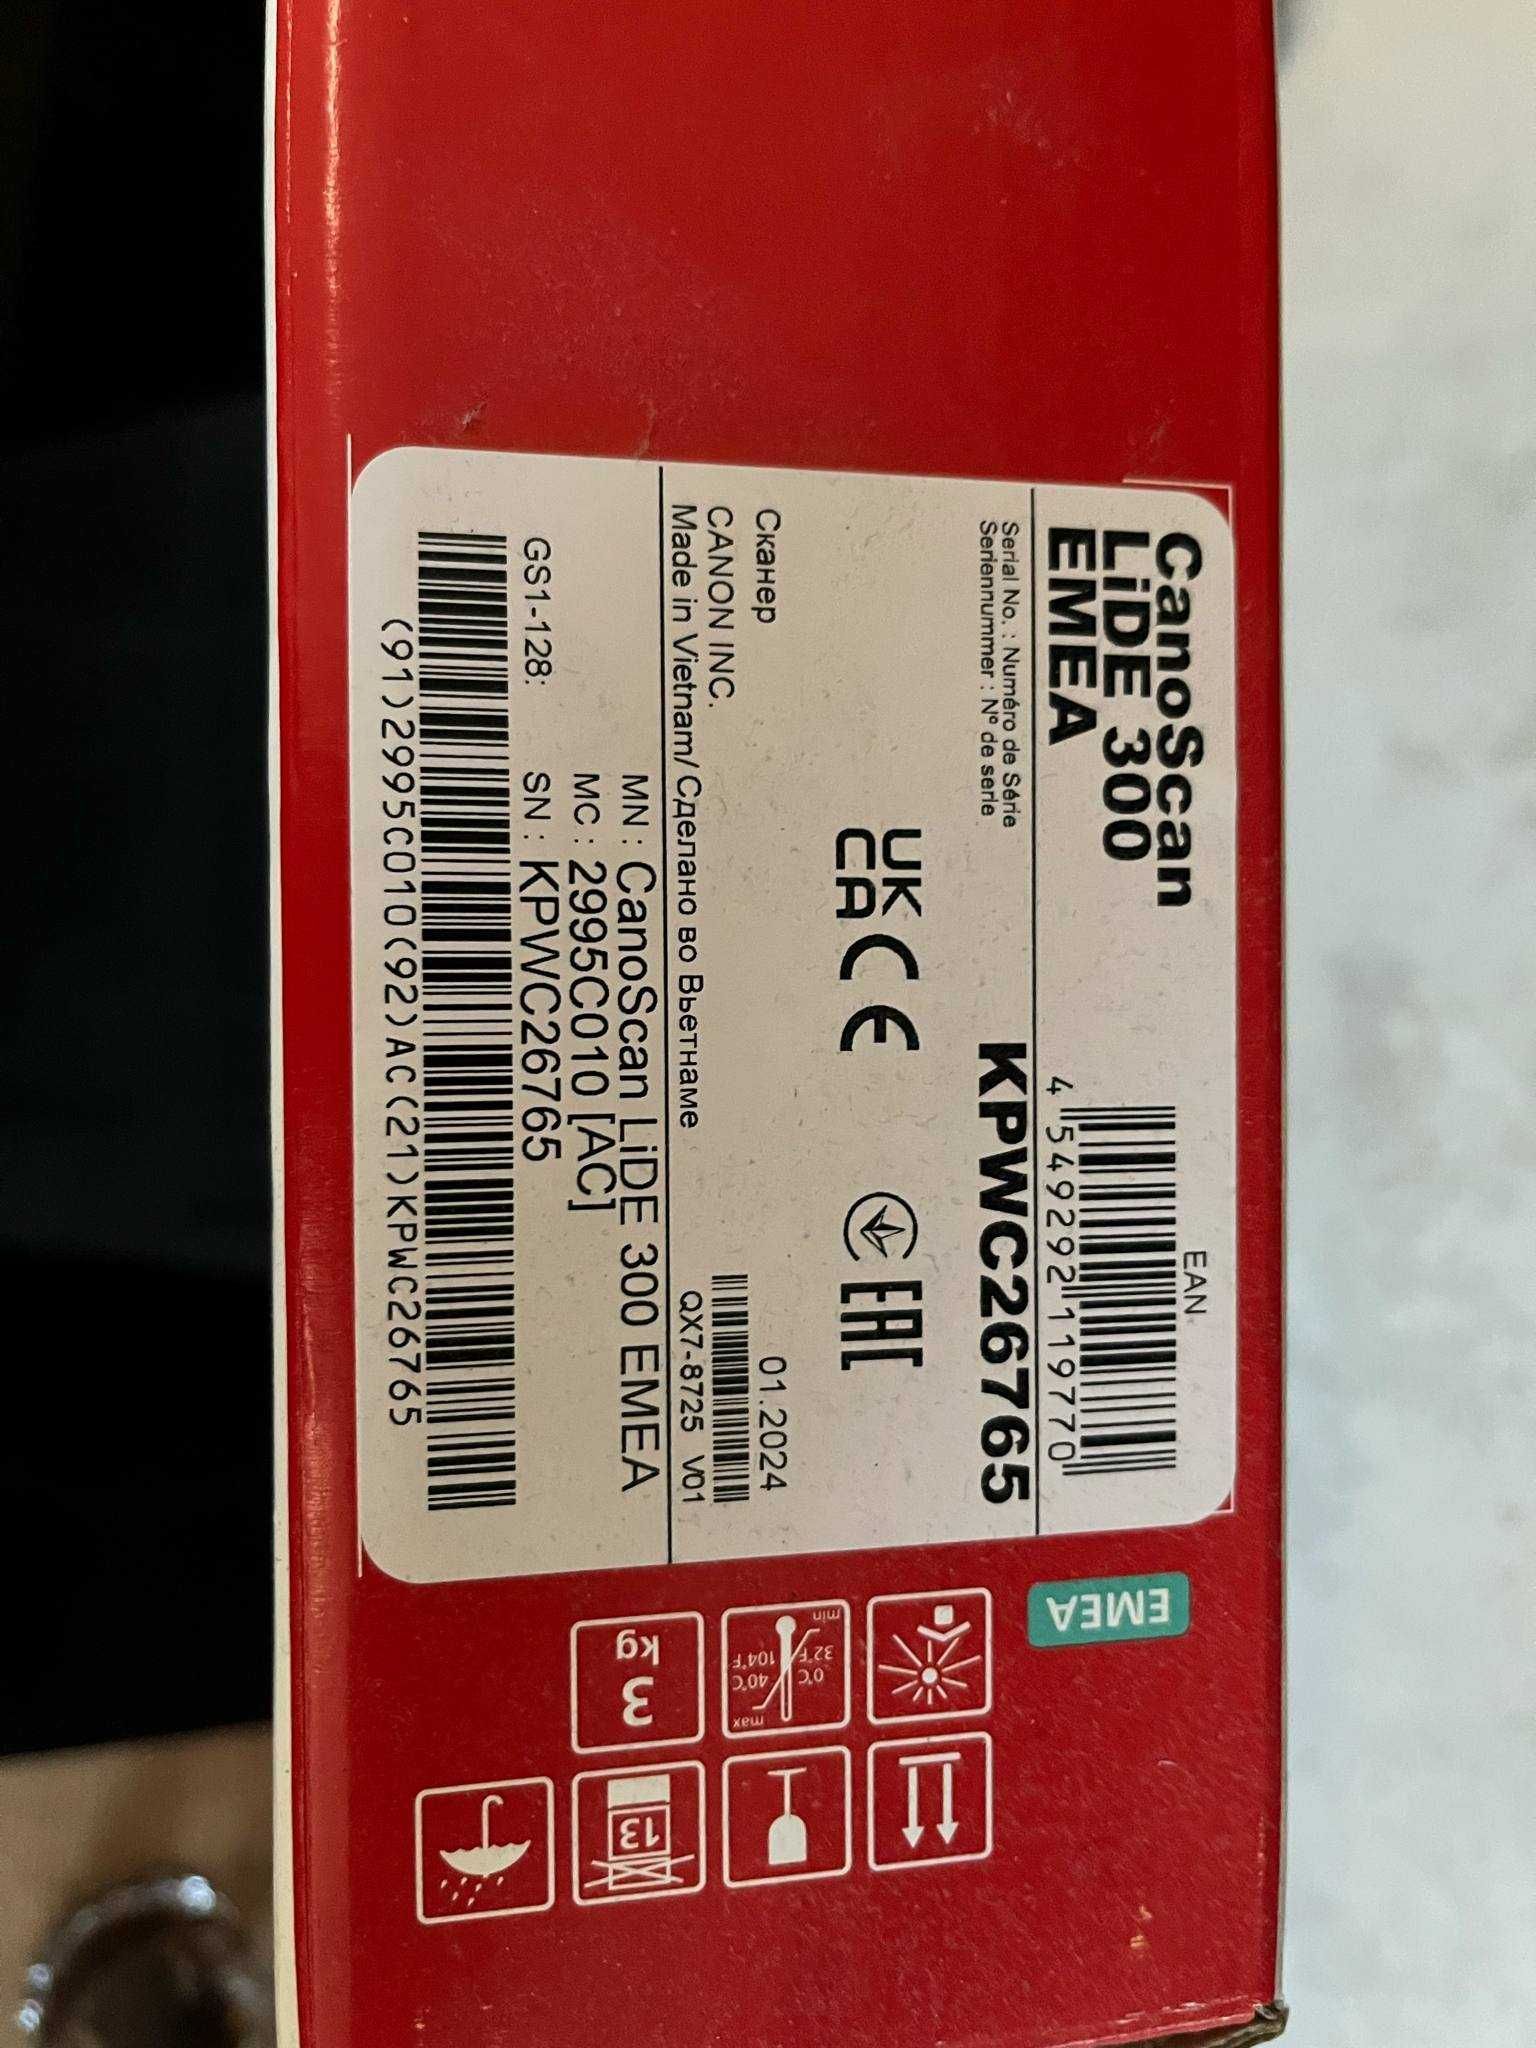 CanoScan
LiDE 300
EMEA
EAN
4 549292 119770
Serial No. : Numéro de Série
Seriennummer : Nº de serie
KPWC26765
UK
CA CE EAC
Сканер
01.2024
CANON INC.
Made in Vietnam/Сделано во Вьетнаме
QX7-8725 V01
MN : CanoScan LiDE 300 EMEA
MC : 2995C010 [AC]
GS1-128: SN : KPWC26765
(91)2995C010(92)AC(21)KPWC26765
EMEA
min
0°C
32°F
max
40°C
104°F
3
kg
13